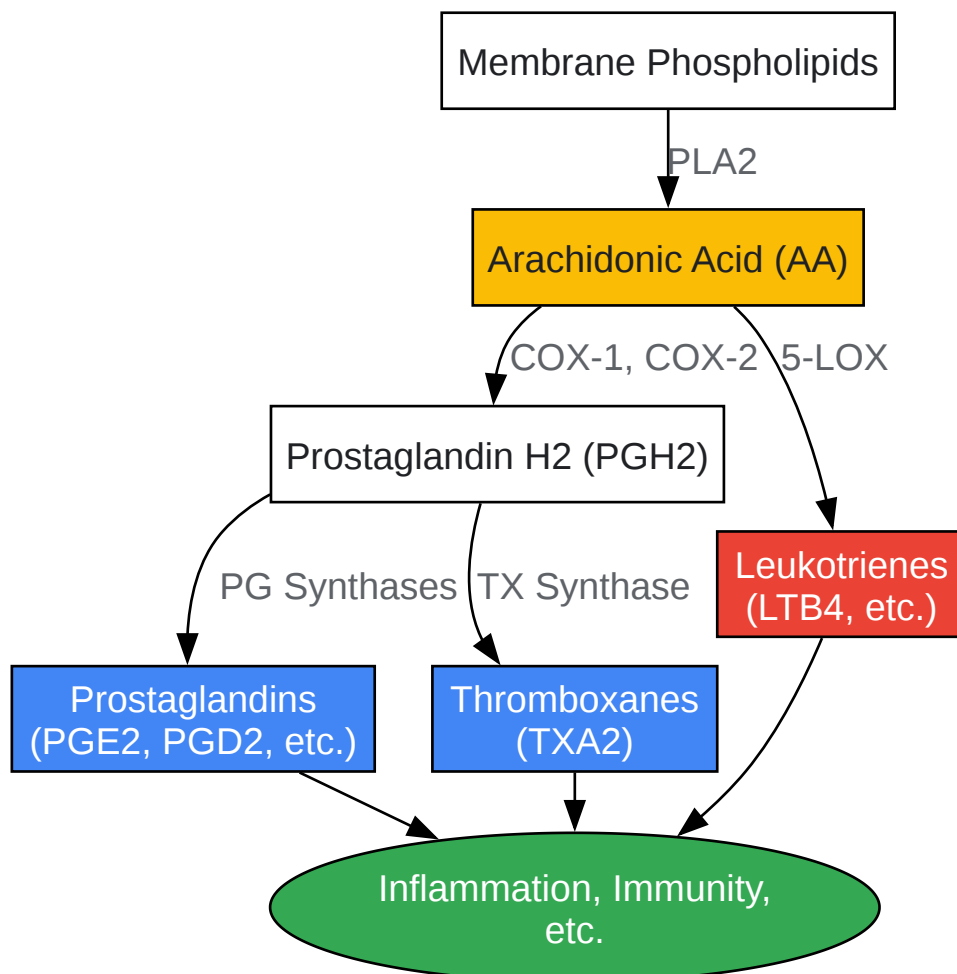 Membrane Phospholipids
PLA2
Arachidonic Acid (AA)
COX-1, COX-2
5-LOX
Prostaglandin H2 (PGH2)
PG Synthases
TX Synthase
Leukotrienes
(LTB4, etc.)
Prostaglandins
(PGE2, PGD2, etc.)
Thromboxanes
(TXA2)
Inflammation, Immunity,
etc.